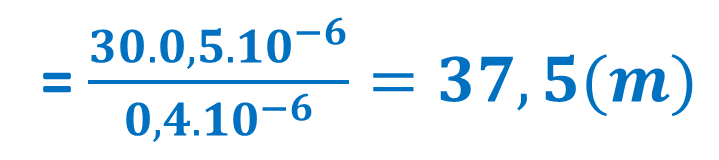 = 30.0,5.10⁻⁶ / 0,4.10⁻⁶ = 37,5(m)